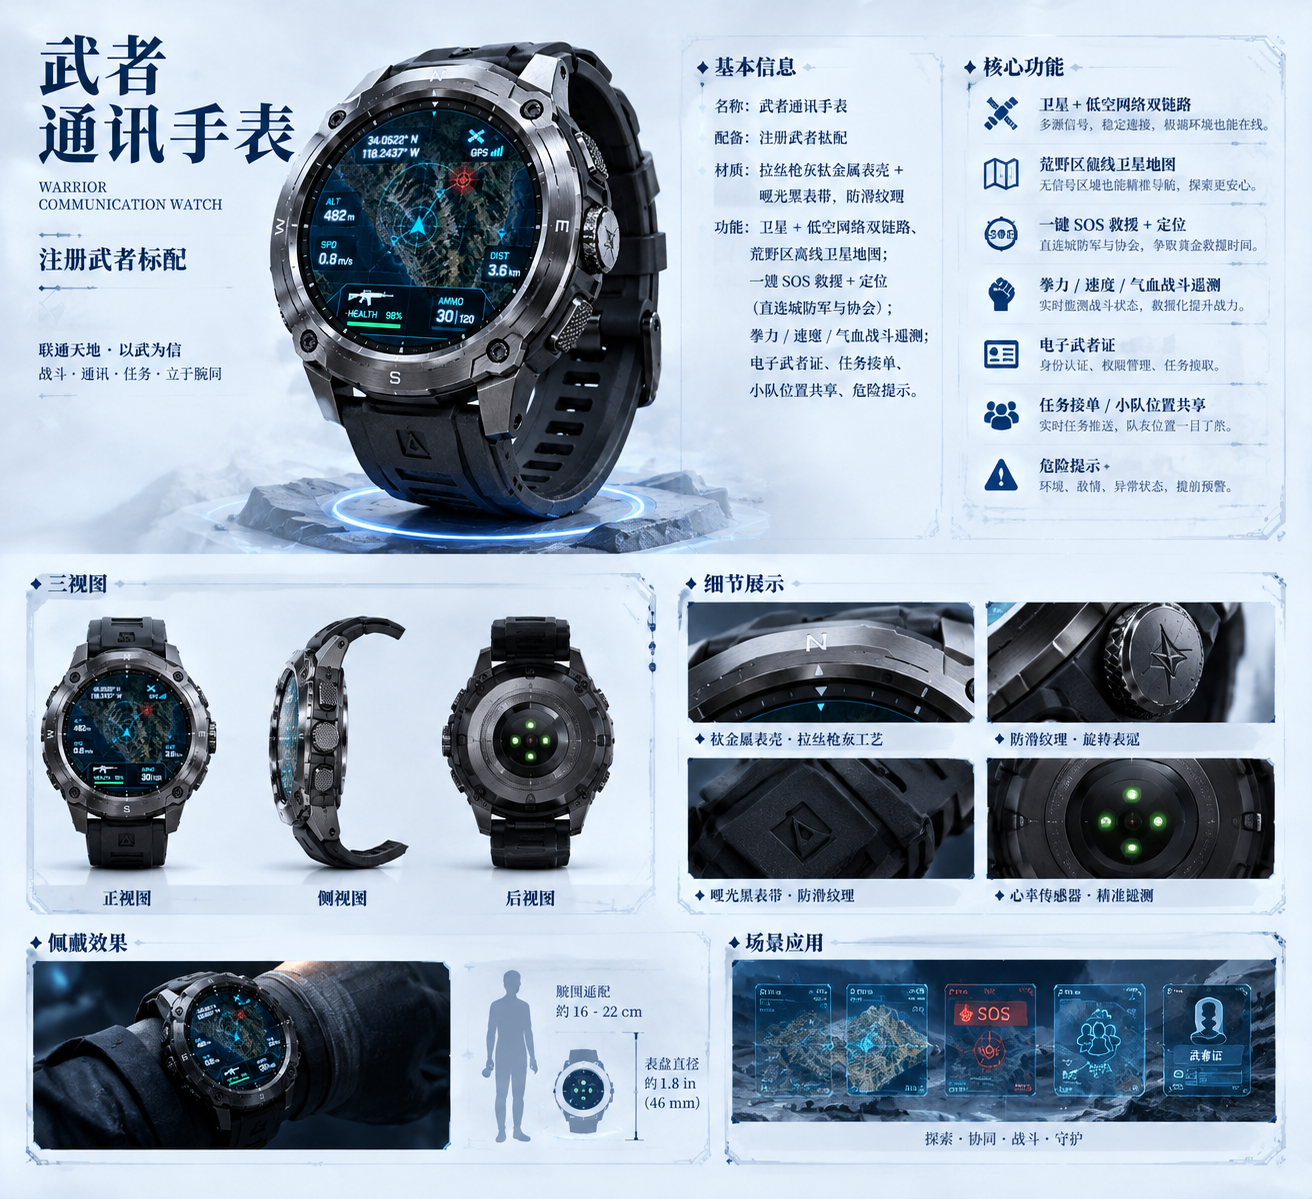 武者
通讯手表
WARRIOR
COMMUNICATION WATCH
注册武者标配
联通天地 · 以武为信
战斗 · 通讯 · 任务 · 立于腕间
N
34.0522° N
118.2437° W
GPS
ALT
482 m
SPD
0.8 m/s
DIST
3.6 km
HEALTH 98%
AMMO
30 | 120
W
E
S
基本信息
名称：武者通讯手表
配备：注册武者标配
材质：拉丝枪灰钛金属表壳 +
哑光黑表带，防滑纹理
功能：卫星 + 低空网络双链路、
荒野区离线卫星地图；
一键 SOS 救援 + 定位
（直连城防军与协会）；
拳力 / 速度 / 气血战斗遥测；
电子武者证、任务接单、
小队位置共享、危险提示。
核心功能
卫星 + 低空网络双链路
多源信号，稳定连接，极端环境也能在线。
荒野区离线卫星地图
无信号区域也能精准导航，探索更安心。
SOS
一键 SOS 救援 + 定位
直连城防军与协会，争取黄金救援时间。
拳力 / 速度 / 气血战斗遥测
实时监测战斗状态，数据化提升战力。
电子武者证
身份认证、权限管理、任务接取。
任务接单 / 小队位置共享
实时任务推送，队友位置一目了然。
危险提示
环境、敌情、异常状态，提前预警。
三视图
正视图
侧视图
后视图
细节展示
N
钛金属表壳 · 拉丝枪灰工艺
防滑纹理 · 旋转表冠
哑光黑表带 · 防滑纹理
心率传感器 · 精准遥测
佩戴效果
腕围适配
约 16 - 22 cm
表盘直径
约 1.8 in
(46 mm)
场景应用
SOS
武者证
探索 · 协同 · 战斗 · 守护